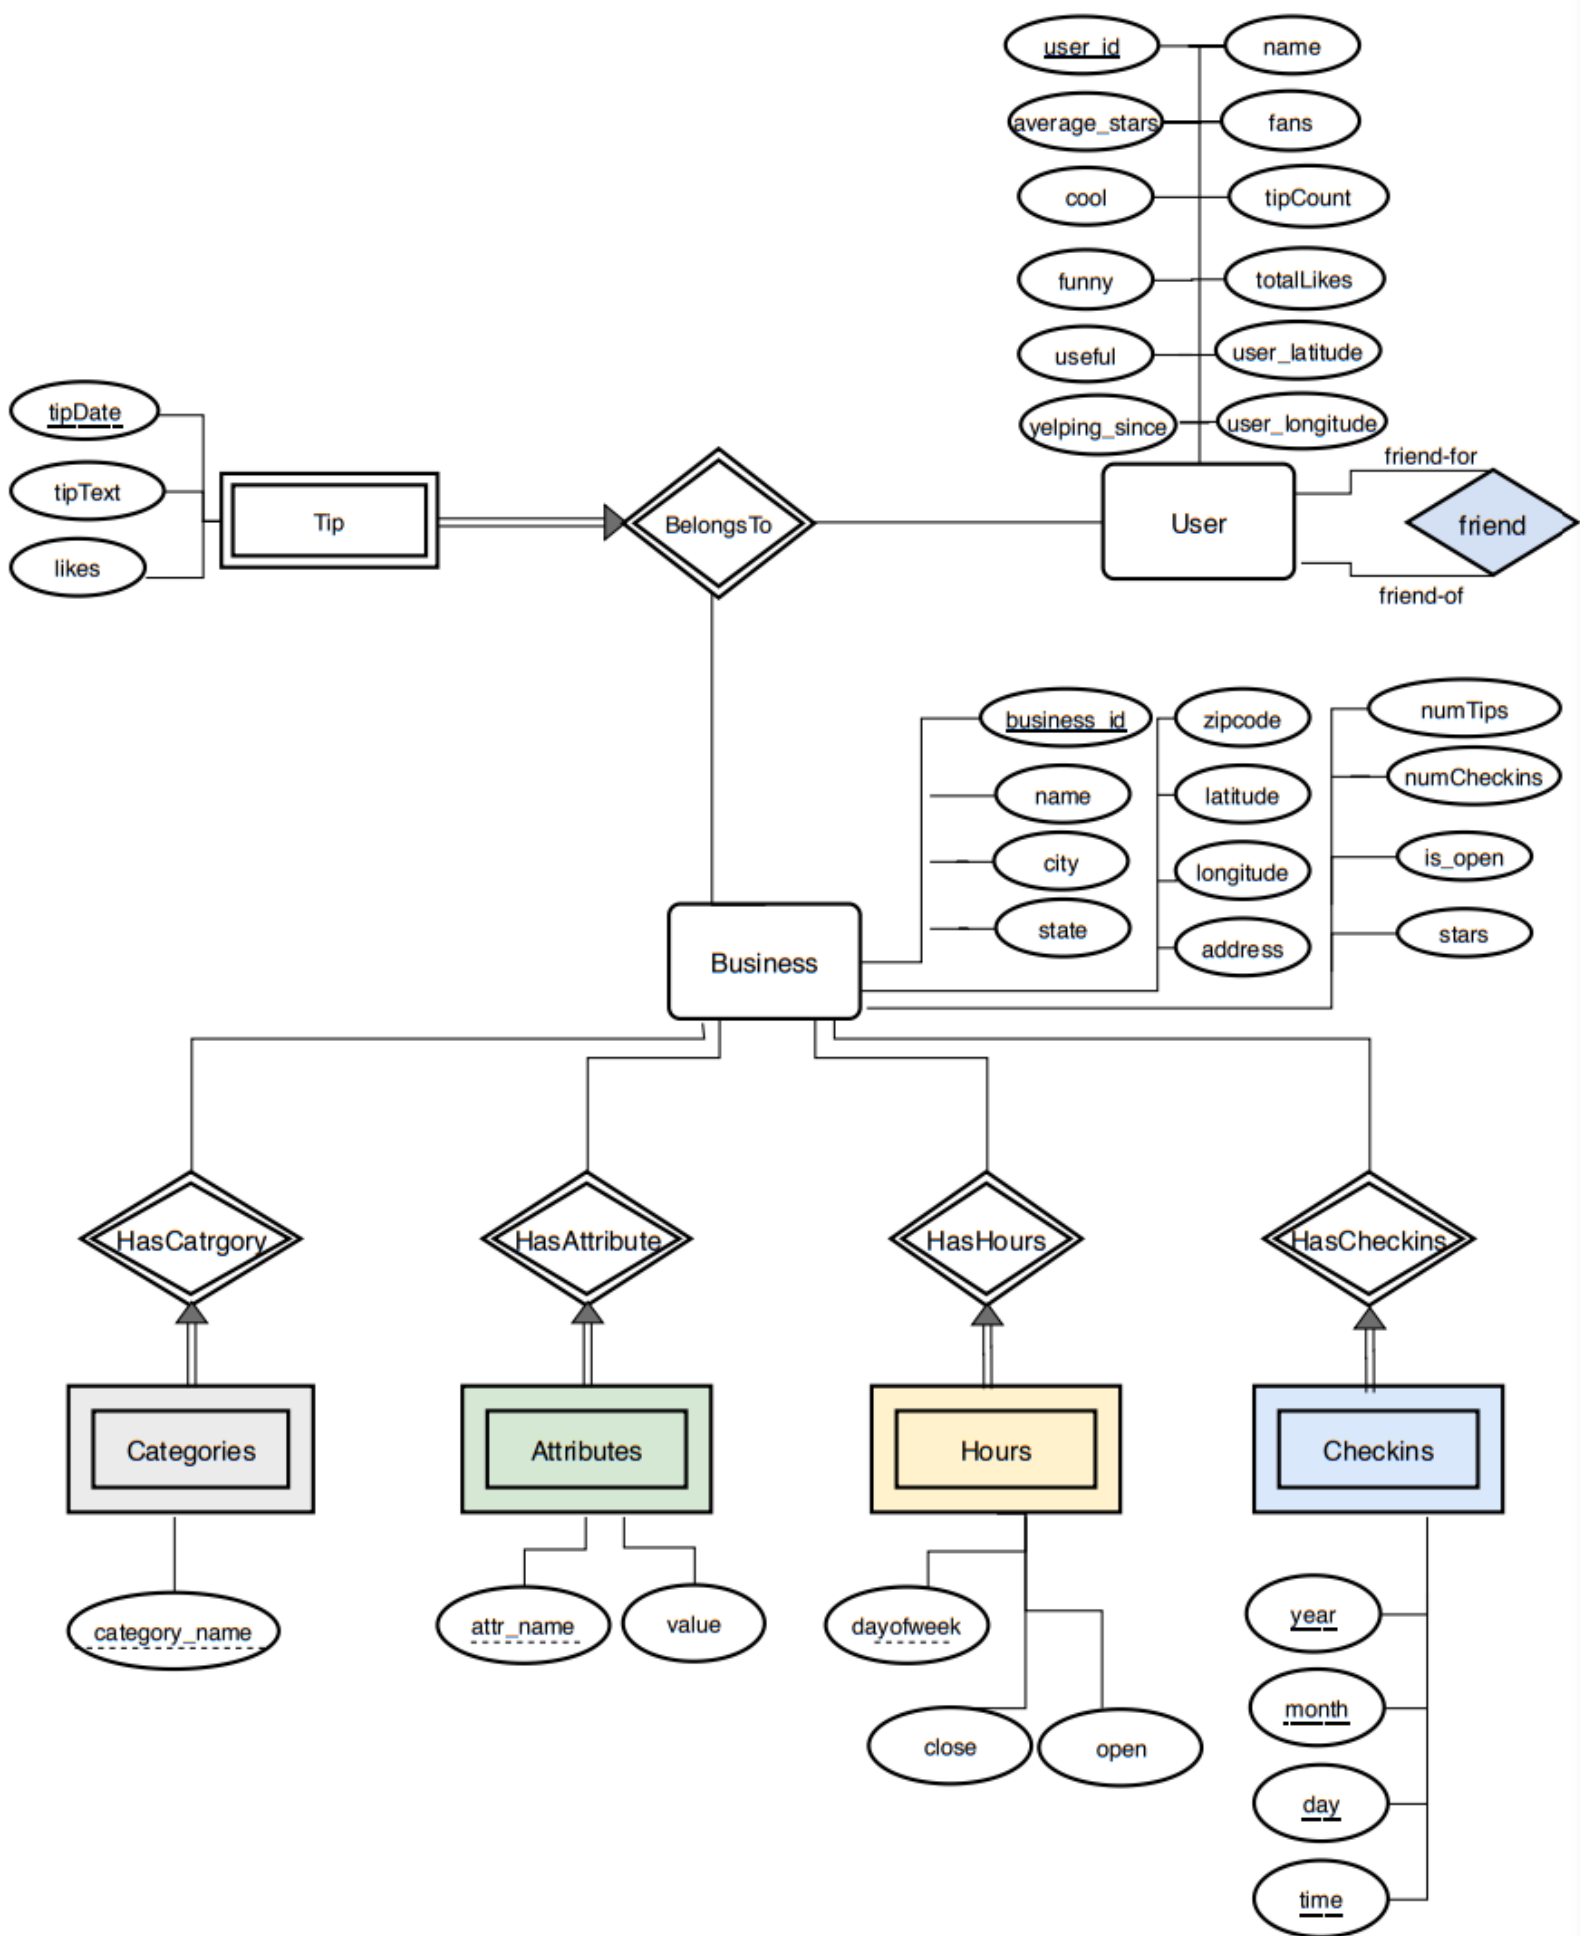 user_id
name
average_stars
fans
cool
tipCount
funny
totalLikes
useful
user_latitude
yelping_since
user_longitude
tipDate
tipText
likes
Tip
BelongsTo
User
friend-for
friend
friend-of
business_id
zipcode
numTips
name
latitude
numCheckins
city
longitude
is_open
state
address
stars
Business
HasCatrgory
HasAttribute
HasHours
HasCheckins
Categories
Attributes
Hours
Checkins
category_name
attr_name
value
dayofweek
close
open
year
month
day
time